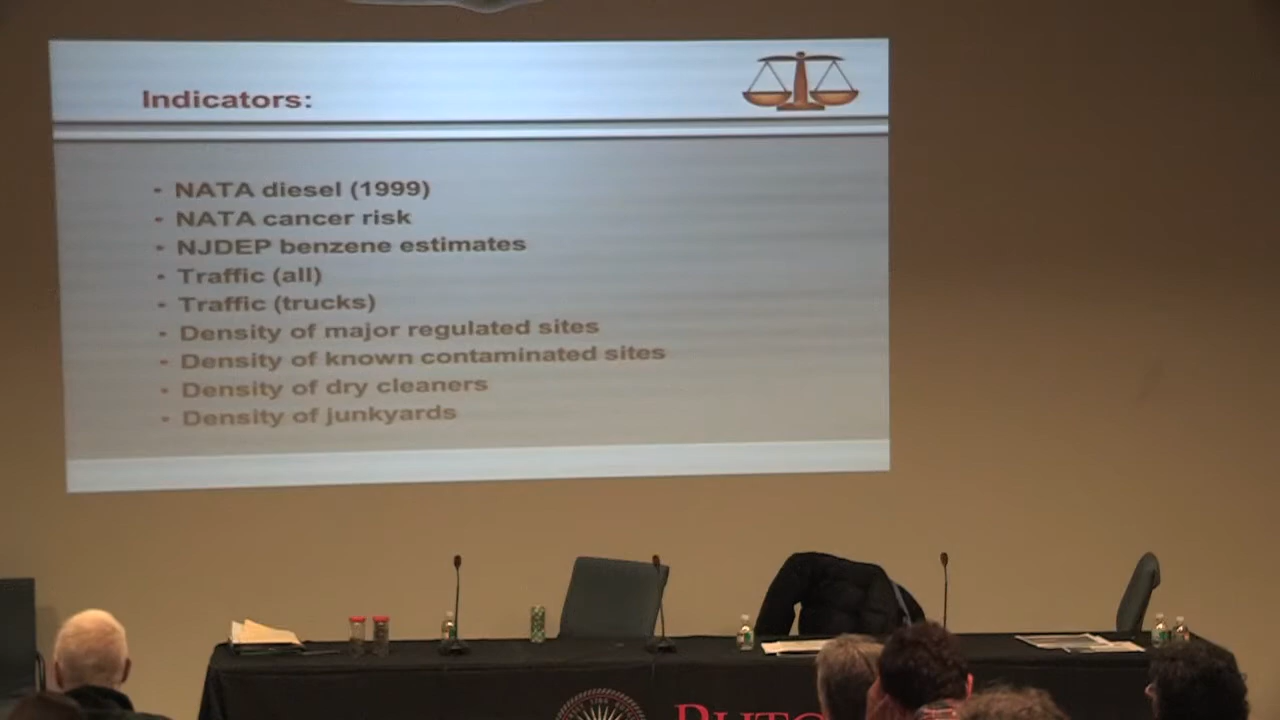 Indicators:
• NATA diesel (1999)
• NATA cancer risk
• NJDEP benzene estimates
• Traffic (all)
• Traffic (trucks)
• Density of major regulated sites
• Density of known contaminated sites
• Density of dry cleaners
• Density of junkyards